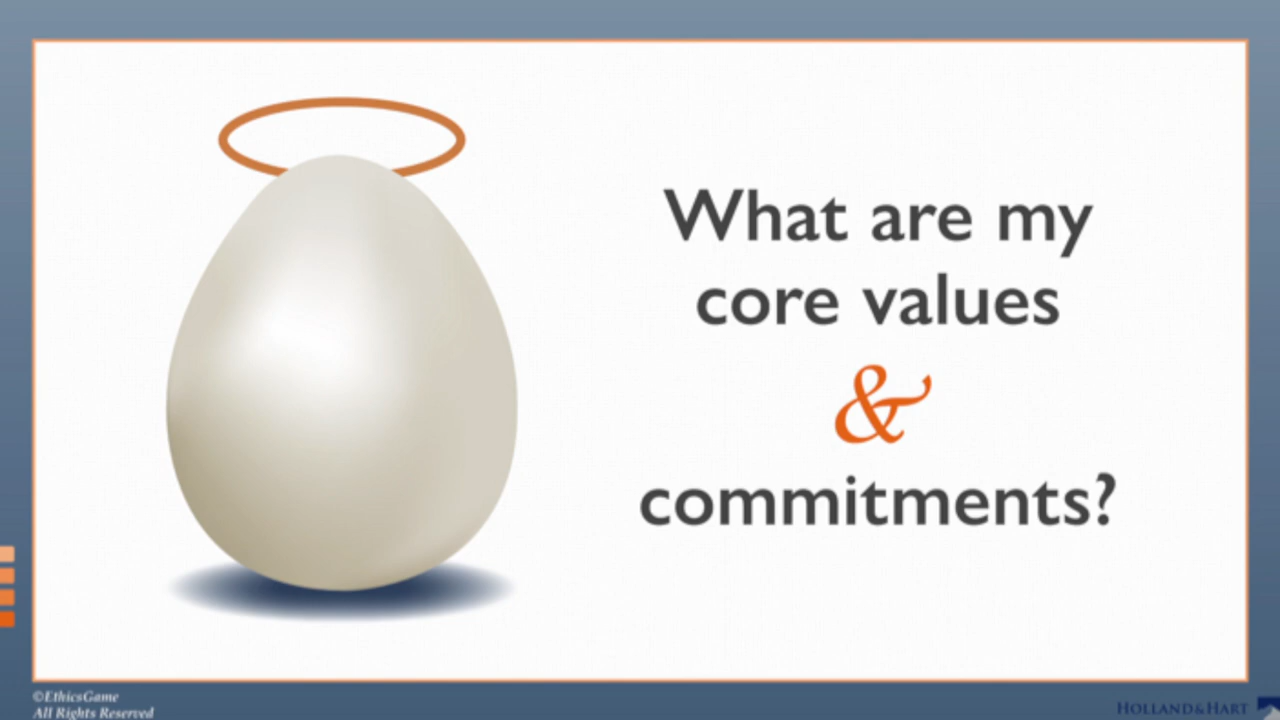 What are my
core values
&
commitments?
©EthicsGame
All Rights Reserved
HOLLAND&HART